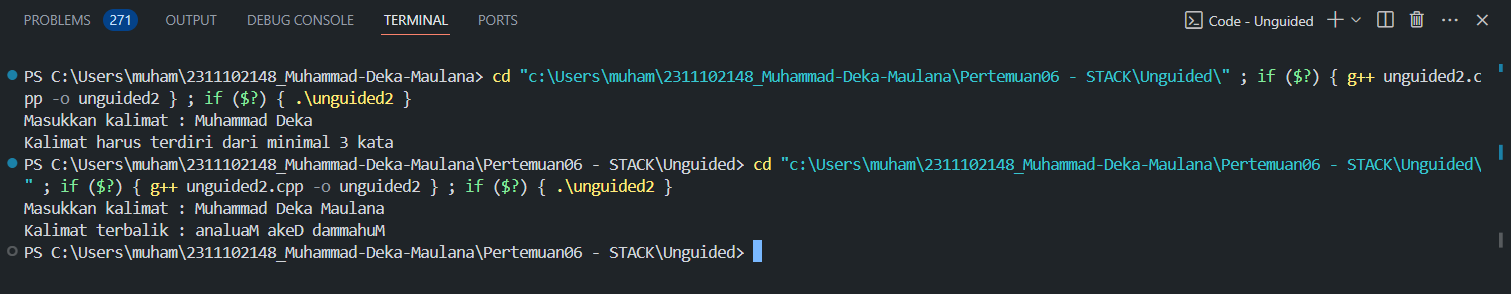 PROBLEMS 271 OUTPUT DEBUG CONSOLE TERMINAL PORTS Code - Unguided
PS C:\Users\muham\2311102148_Muhammad-Deka-Maulana> cd "c:\Users\muham\2311102148_Muhammad-Deka-Maulana\Pertemuan06 - STACK\Unguided\" ; if ($?) { g++ unguided2.c
pp -o unguided2 } ; if ($?) { .\unguided2 }
Masukkan kalimat : Muhammad Deka
Kalimat harus terdiri dari minimal 3 kata
PS C:\Users\muham\2311102148_Muhammad-Deka-Maulana\Pertemuan06 - STACK\Unguided> cd "c:\Users\muham\2311102148_Muhammad-Deka-Maulana\Pertemuan06 - STACK\Unguided\
" ; if ($?) { g++ unguided2.cpp -o unguided2 } ; if ($?) { .\unguided2 }
Masukkan kalimat : Muhammad Deka Maulana
Kalimat terbalik : analuaM akeD dammahuM
PS C:\Users\muham\2311102148_Muhammad-Deka-Maulana\Pertemuan06 - STACK\Unguided>